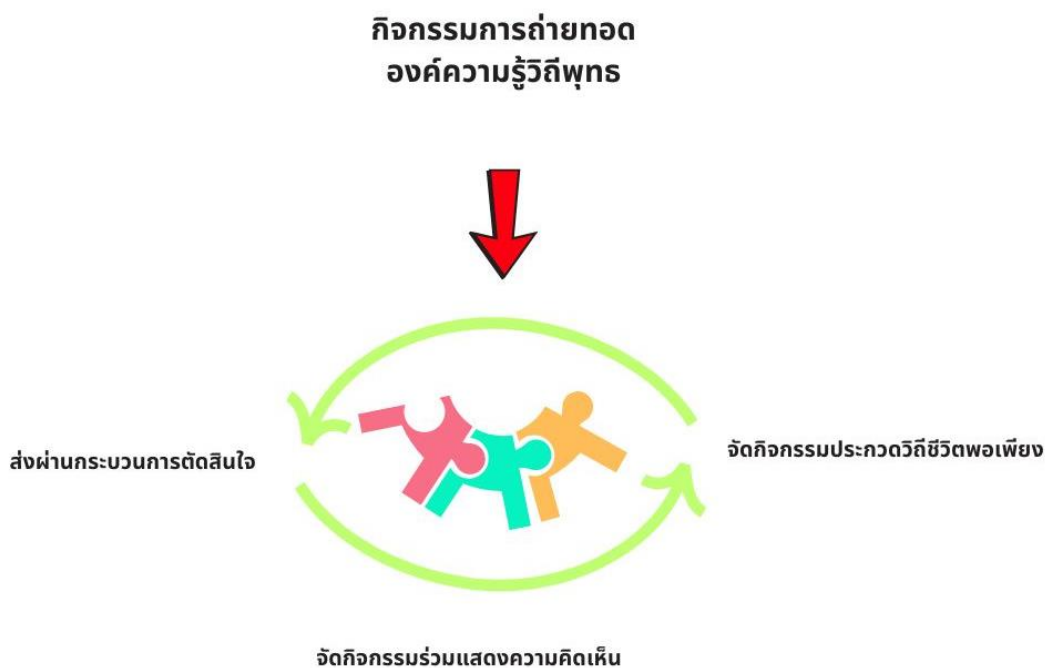 กิจกรรมการถ่ายทอด
องค์ความรู้วิถีพุทธ
ส่งผ่านกระบวนการตัดสินใจ
จัดกิจกรรมประกวดวิถีชีวิตพอเพียง
จัดกิจกรรมร่วมแสดงความคิดเห็น